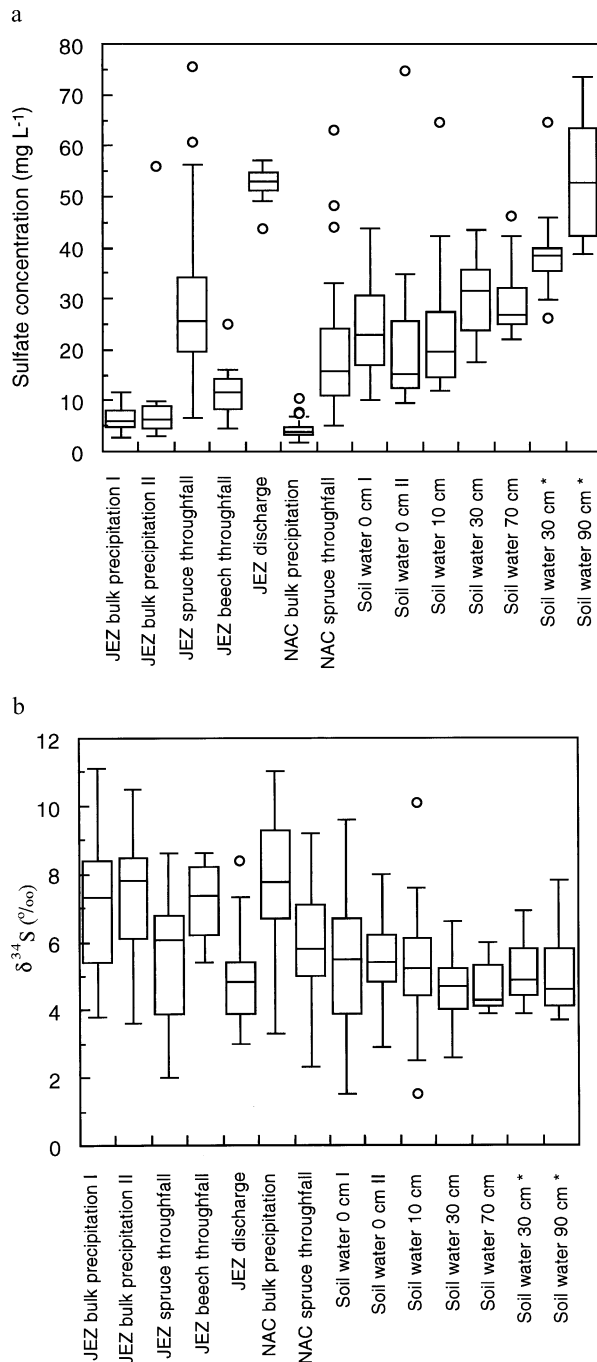 a
Sulfate concentration (mg L-1)
80
70
60
50
40
30
20
10
0
JEZ bulk precipitation I
JEZ bulk precipitation II
JEZ spruce throughfall
JEZ beech throughfall
JEZ discharge
NAC bulk precipitation
NAC spruce throughfall
Soil water 0 cm I
Soil water 0 cm II
Soil water 10 cm
Soil water 30 cm
Soil water 70 cm
Soil water 30 cm *
Soil water 90 cm *
b
δ34S (o/oo)
12
10
8
6
4
2
0
JEZ bulk precipitation I
JEZ bulk precipitation II
JEZ spruce throughfall
JEZ beech throughfall
JEZ discharge
NAC bulk precipitation
NAC spruce throughfall
Soil water 0 cm I
Soil water 0 cm II
Soil water 10 cm
Soil water 30 cm
Soil water 70 cm
Soil water 30 cm *
Soil water 90 cm *